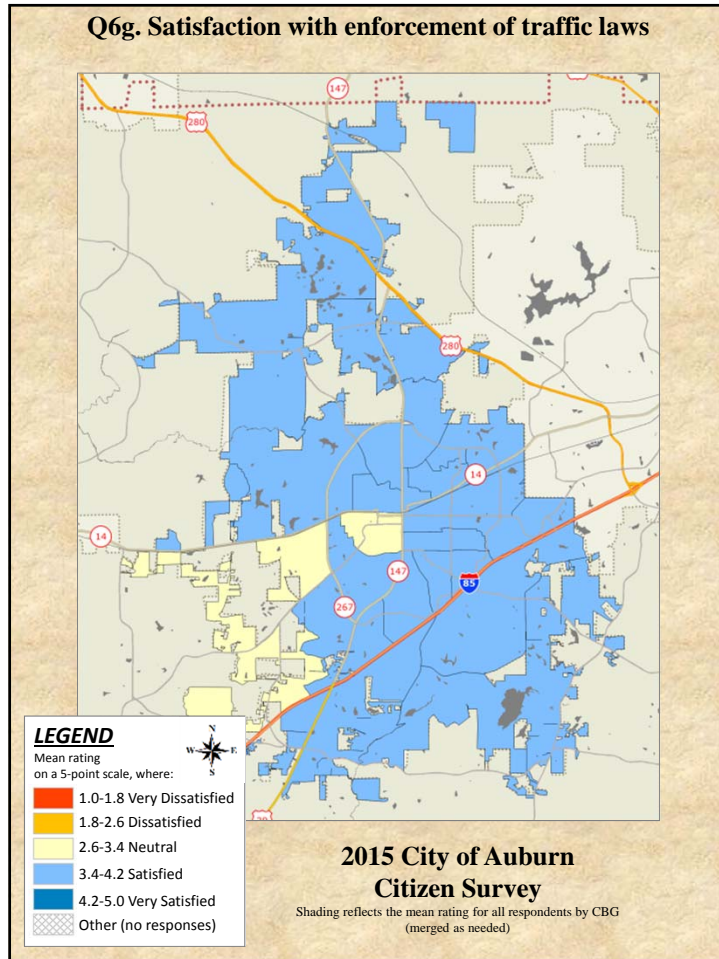 Q6g. Satisfaction with enforcement of traffic laws
147
280
280
14
14
147
85
267
LEGEND
Mean rating
on a 5-point scale, where:
N
W E
S
1.0-1.8 Very Dissatisfied
1.8-2.6 Dissatisfied
2.6-3.4 Neutral
3.4-4.2 Satisfied
4.2-5.0 Very Satisfied
Other (no responses)
2015 City of Auburn
Citizen Survey
Shading reflects the mean rating for all respondents by CBG
(merged as needed)